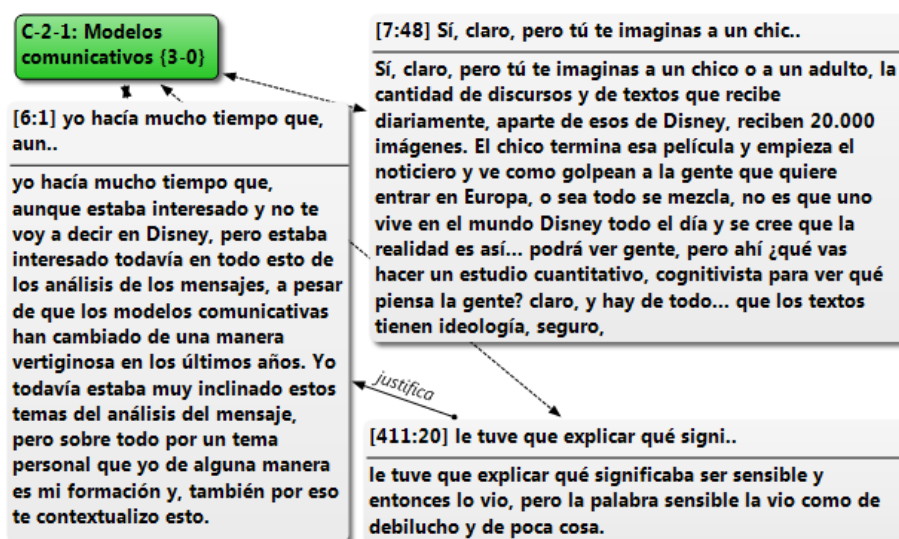 C-2-1: Modelos
comunicativos {3-0}
[6:1] yo hacía mucho tiempo que,
aun..
yo hacía mucho tiempo que,
aunque estaba interesado y no te
voy a decir en Disney, pero estaba
interesado todavía en todo esto de
los análisis de los mensajes, a pesar
de que los modelos comunicativas
han cambiado de una manera
vertiginosa en los últimos años. Yo
todavía estaba muy inclinado estos
temas del análisis del mensaje,
pero sobre todo por un tema
personal que yo de alguna manera
es mi formación y, también por eso
te contextualizo esto.
[7:48] Sí, claro, pero tú te imaginas a un chic..
Sí, claro, pero tú te imaginas a un chico o a un adulto, la
cantidad de discursos y de textos que recibe
diariamente, aparte de esos de Disney, reciben 20.000
imágenes. El chico termina esa película y empieza el
noticiero y ve como golpean a la gente que quiere
entrar en Europa, o sea todo se mezcla, no es que uno
vive en el mundo Disney todo el día y se cree que la
realidad es así... podrá ver gente, pero ahí ¿qué vas
hacer un estudio cuantitativo, cognitivista para ver qué
piensa la gente? claro, y hay de todo... que los textos
tienen ideología, seguro,
justifica
[411:20] le tuve que explicar qué signi..
le tuve que explicar qué significaba ser sensible y
entonces lo vio, pero la palabra sensible la vio como de
debilucho y de poca cosa.